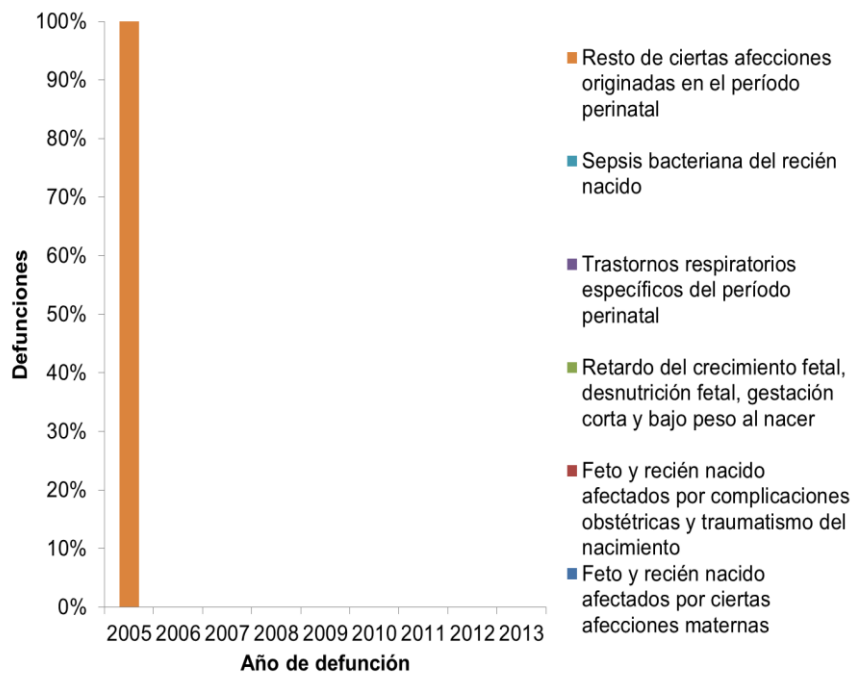 100%
90%
80%
70%
60%
50%
40%
30%
20%
10%
0%
Defunciones
2005 2006 2007 2008 2009 2010 2011 2012 2013
Año de defunción
Resto de ciertas afecciones
originadas en el período
perinatal
Sepsis bacteriana del recién
nacido
Trastornos respiratorios
específicos del período
perinatal
Retardo del crecimiento fetal,
desnutrición fetal, gestación
corta y bajo peso al nacer
Feto y recién nacido
afectados por complicaciones
obstétricas y traumatismo del
nacimiento
Feto y recién nacido
afectados por ciertas
afecciones maternas